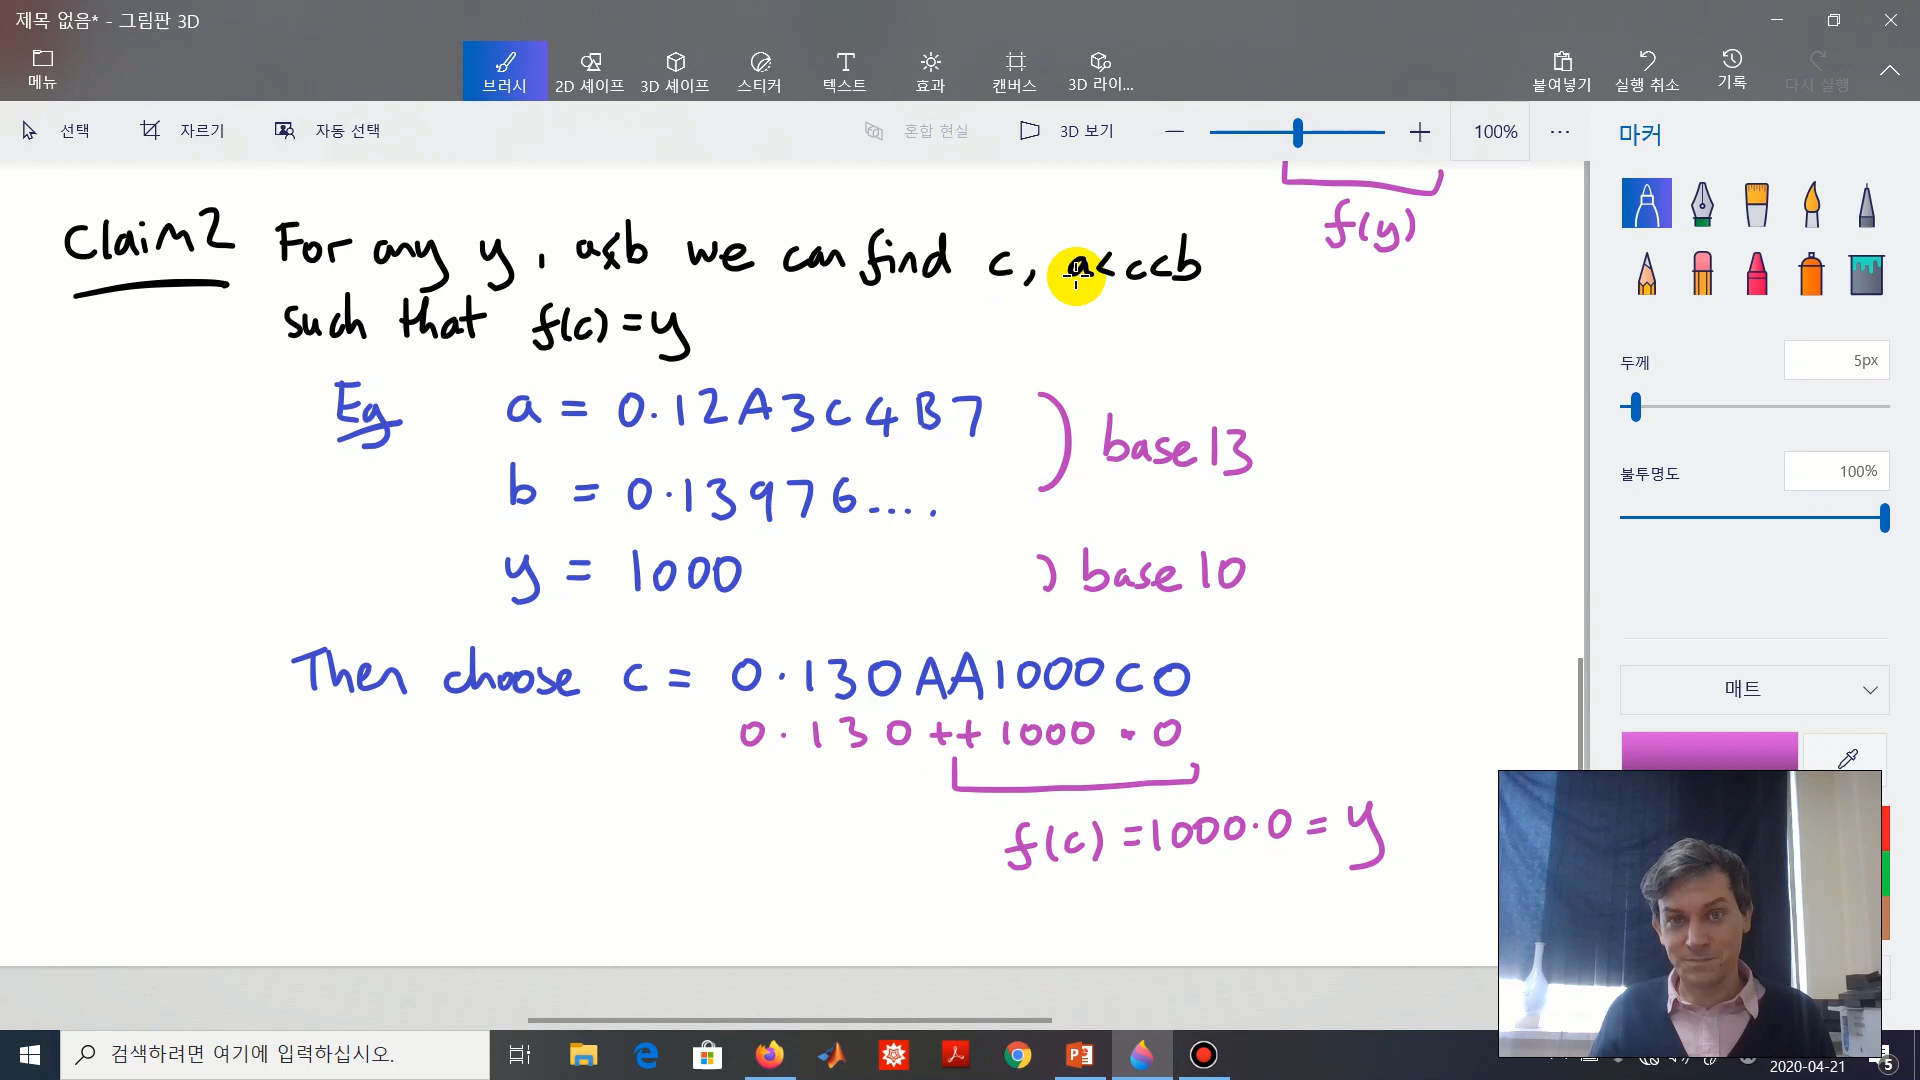 제목 없음* - 그림판 3D
메뉴
브러시
2D 셰이프
3D 셰이프
스티커
텍스트
효과
캔버스
3D 라이...
붙여넣기
실행 취소
기록
다시 실행
선택
자르기
자동 선택
혼합 현실
3D 보기
100%
마커
f(y)
Claim 2 For any y, a<b we can find c, a<c<b
such that f(c) = y
Eg a = 0.12A3C4B7
b = 0.13976....
) base 13
y = 1000 ) base 10
Then choose c = 0.130AA1000C0
0.130++1000.0
f(c) = 1000.0 = y
두께
5px
불투명도
100%
매트
검색하려면 여기에 입력하십시오.
2020-04-21
5